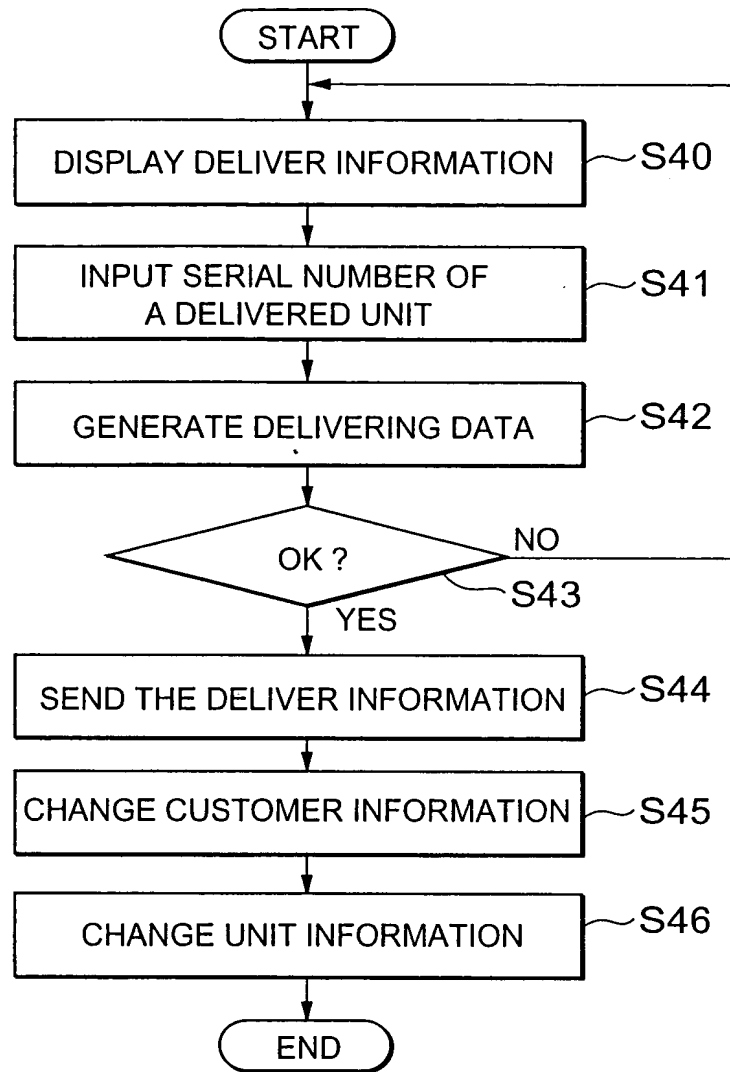 START
DISPLAY DELIVER INFORMATION
S40
INPUT SERIAL NUMBER OF
A DELIVERED UNIT
S41
GENERATE DELIVERING DATA
S42
OK ?
NO
S43
YES
SEND THE DELIVER INFORMATION
S44
CHANGE CUSTOMER INFORMATION
S45
CHANGE UNIT INFORMATION
S46
END